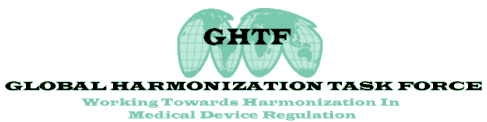 GHTF
GLOBAL HARMONIZATION TASK FORCE
Working Towards Harmonization In
Medical Device Regulation